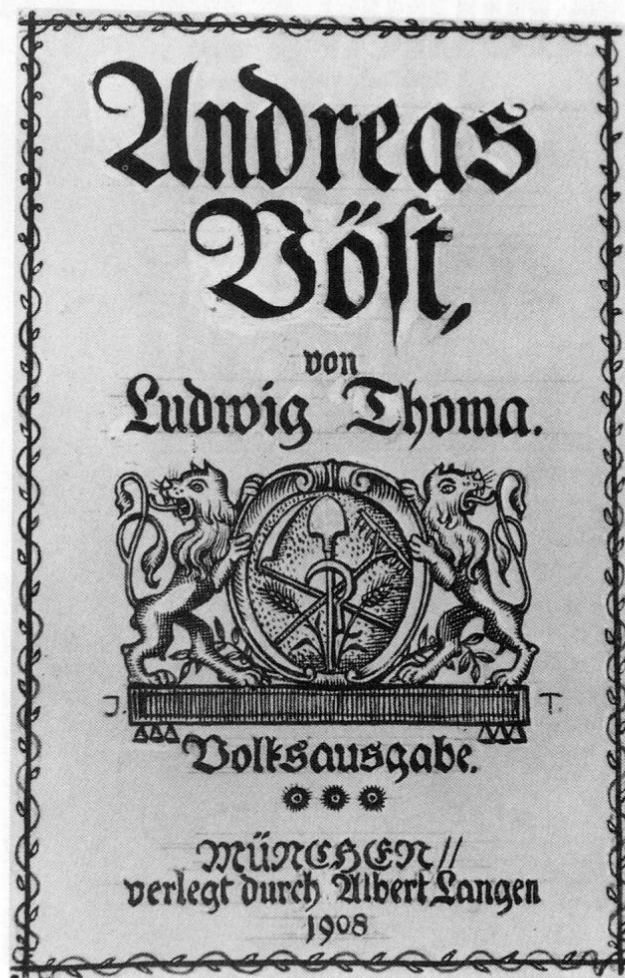 Andreas
Vöſt,
von
Ludwig Thoma.
J. T.
Volksausgabe.
MÜNCHEN//
verlegt durch Albert Langen
1908